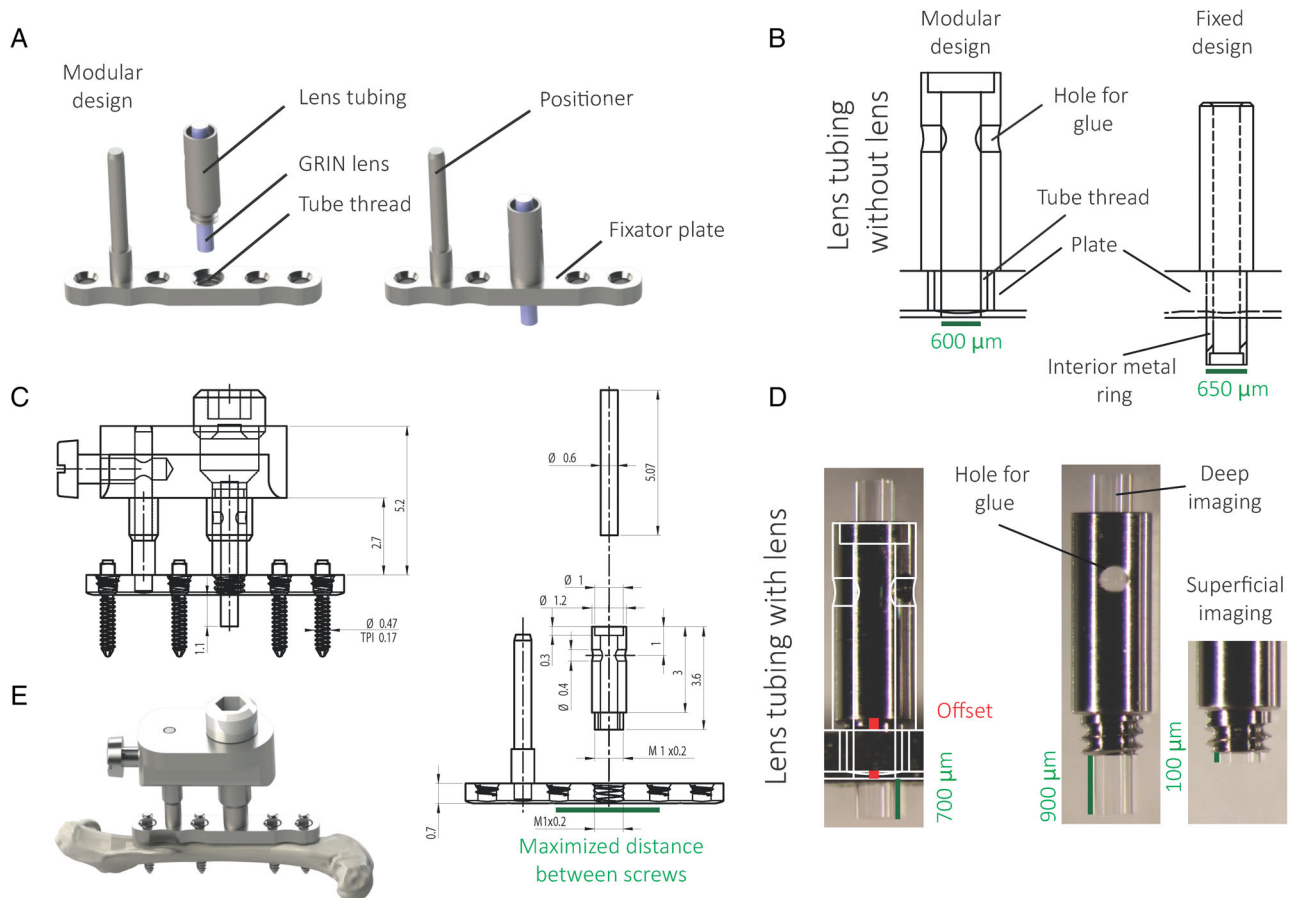 A
Modular
design
Lens tubing
GRIN lens
Tube thread
Positioner
Fixator plate
B
Modular
design
Fixed
design
Lens tubing
without lens
Hole for
glue
Tube thread
Plate
Interior metal
ring
600 µm
650 µm
C
5.2
2.7
1.1
Ø 0.47
TPI 0.17
Ø 0.6
5.07
Ø 1
Ø 1.2
0.3
Ø 0.4
1
3
3.6
M 1 x0.2
0.7
M1x0.2
Maximized distance
between screws
D
Lens tubing with lens
Hole for
glue
Deep
imaging
Superficial
imaging
Offset
700 µm
900 µm
100 µm
E